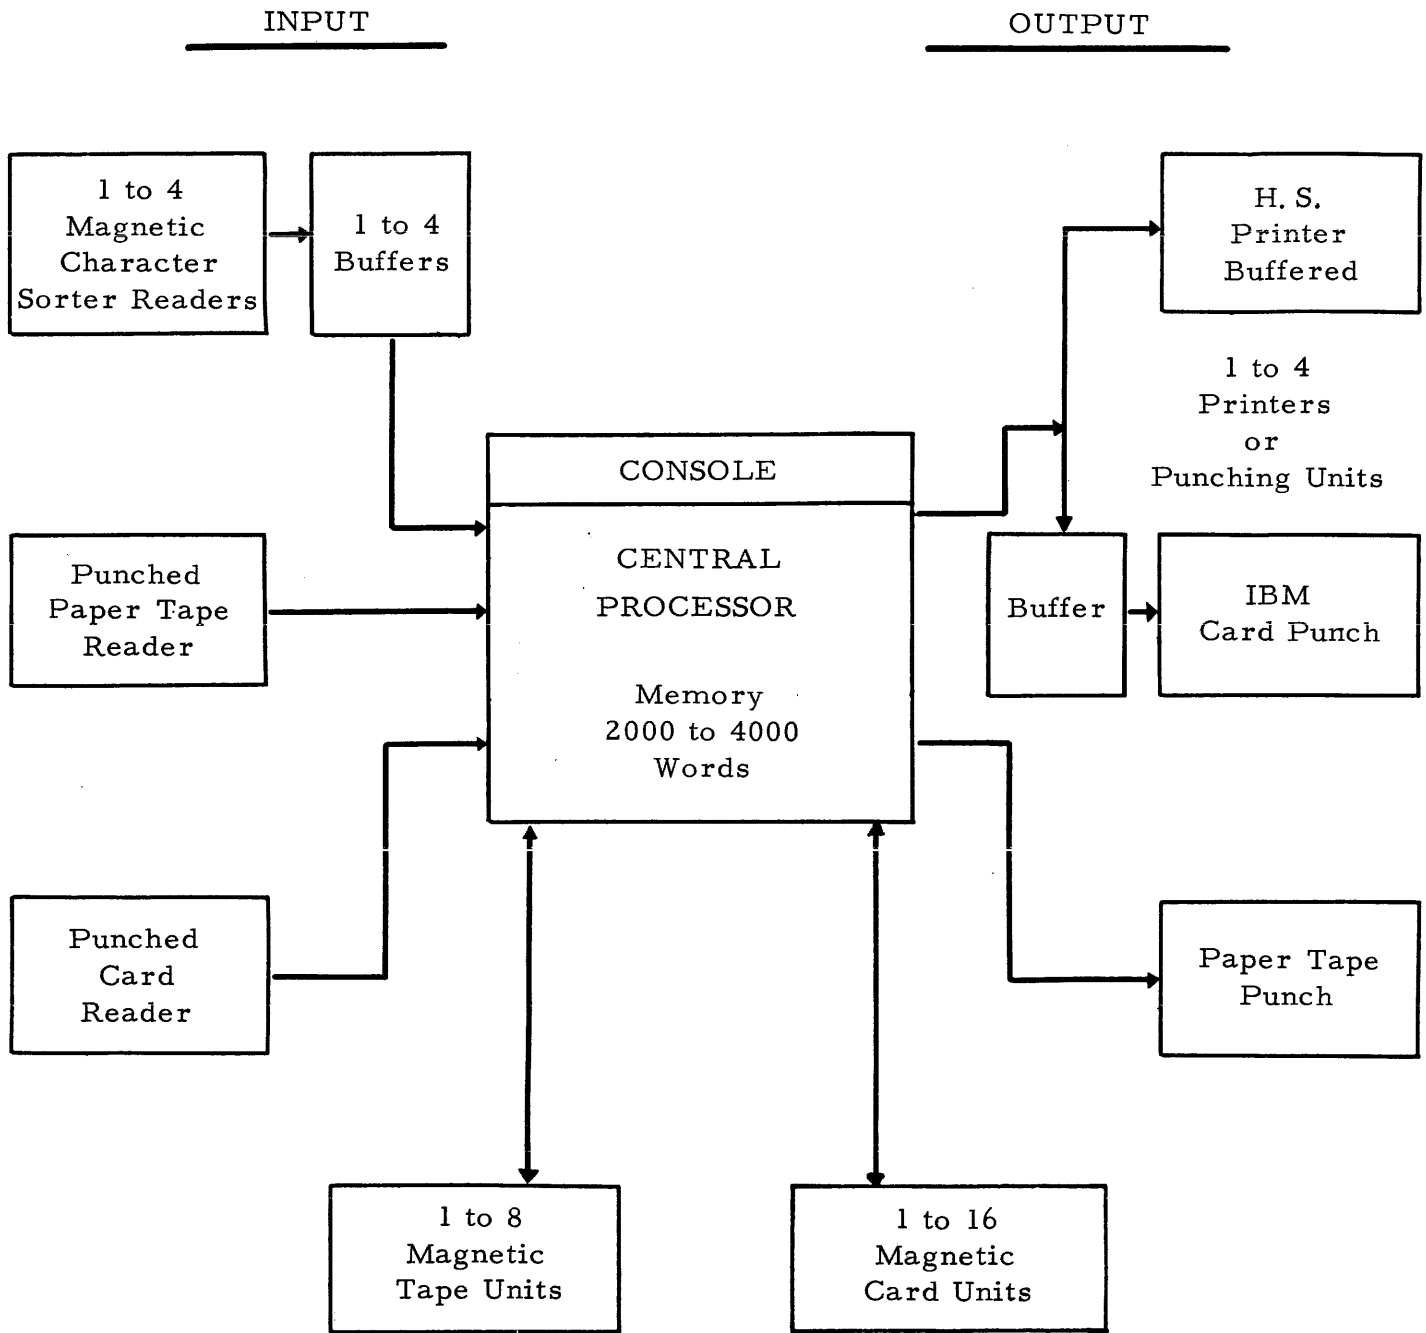 INPUT
OUTPUT
1 to 4
Magnetic
Character
Sorter Readers
1 to 4
Buffers
H. S.
Printer
Buffered
1 to 4
Printers
or
Punching Units
CONSOLE
CENTRAL
PROCESSOR
Memory
2000 to 4000
Words
Punched
Paper Tape
Reader
Buffer
IBM
Card Punch
Punched
Card
Reader
Paper Tape
Punch
1 to 8
Magnetic
Tape Units
1 to 16
Magnetic
Card Units